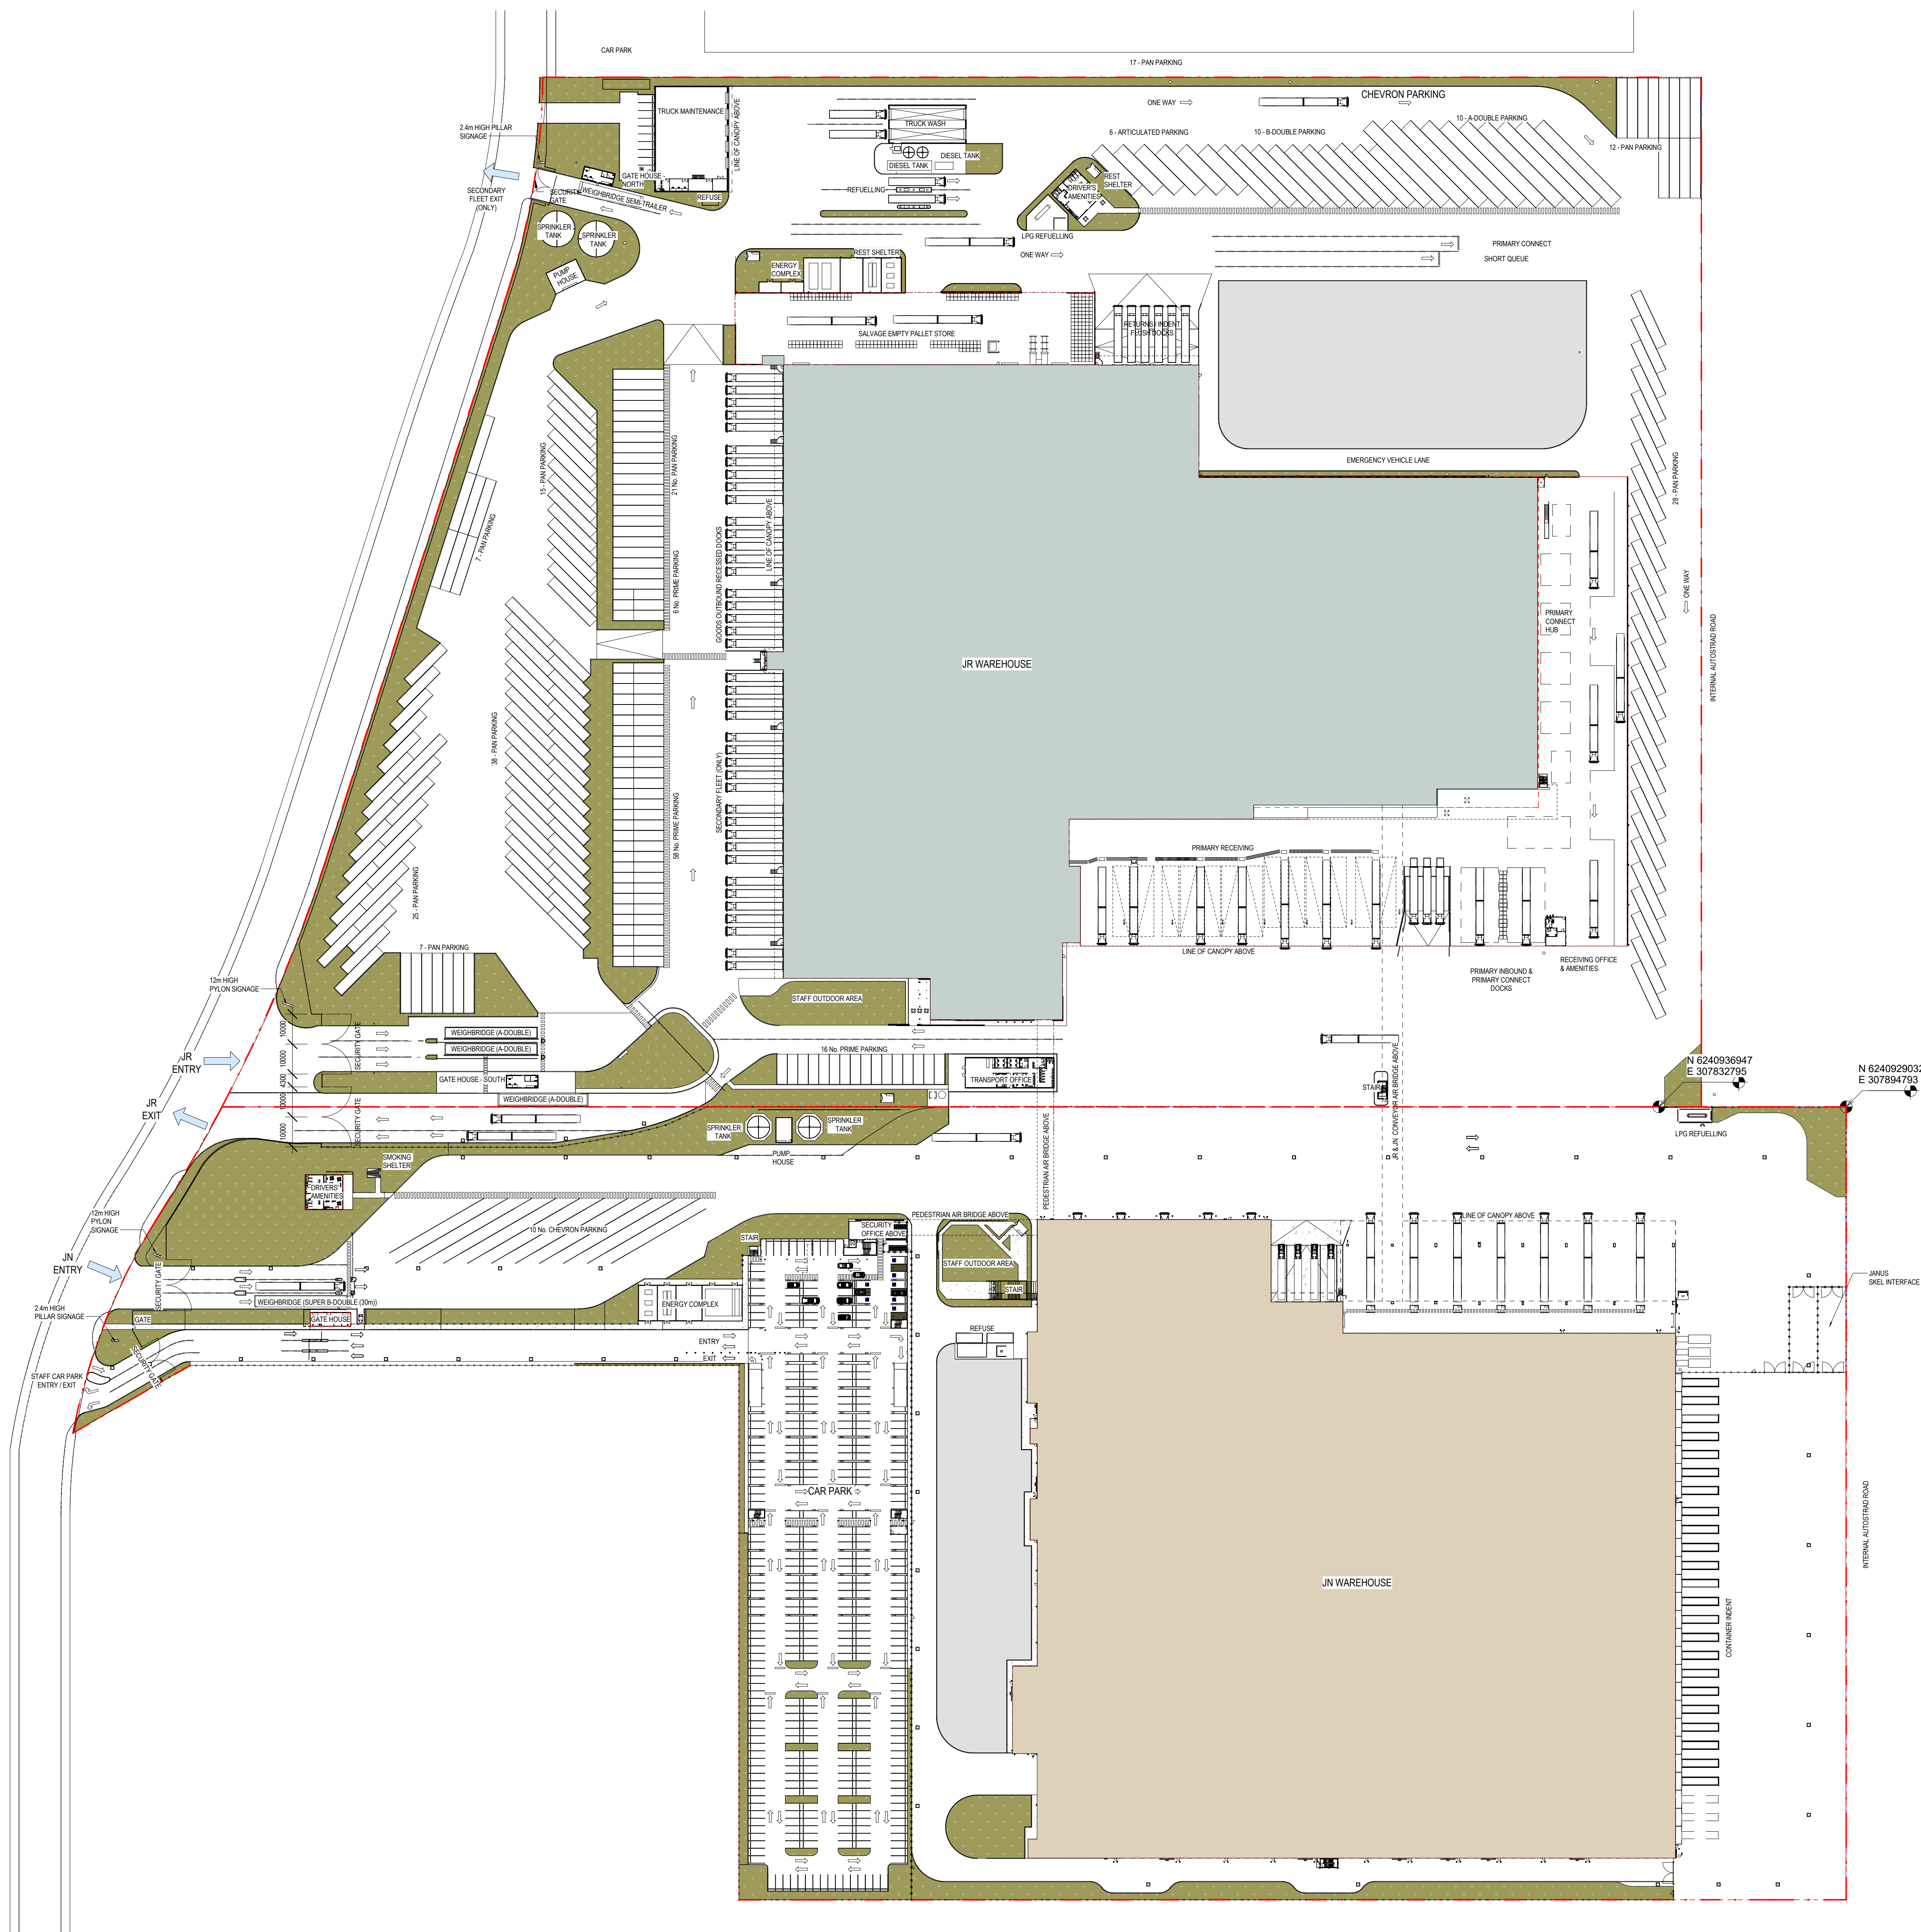 CAR PARK
17 - PAN PARKING
CHEVRON PARKING
ONE WAY
TRUCK MAINTENANCE
LINE OF CANOPY ABOVE
TRUCK WASH
10 - A-DOUBLE PARKING
6 - ARTICULATED PARKING
10 - B-DOUBLE PARKING
2.4m HIGH PILLAR
SIGNAGE
12 - PAN PARKING
DIESEL TANK
DIESEL TANK
GATE HOUSE -
NORTH
REST
SHELTER
DRIVER'S
AMENITIES
REFUELLING
SECONDARY
FLEET EXIT
(ONLY)
SECURITY
GATE
WEIGHBRIDGE SEMI-TRAILER
REFUSE
SPRINKLER
TANK
SPRINKLER
TANK
LPG REFUELLING
PRIMARY CONNECT
REST SHELTER
ONE WAY
SHORT QUEUE
ENERGY
COMPLEX
PUMP
HOUSE
RETURNS / INDENT
FLUSH DOCKS
SALVAGE EMPTY PALLET STORE
EMERGENCY VEHICLE LANE
15 - PAN PARKING
21 No. PAN PARKING
28 - PAN PARKING
7 - PAN PARKING
LINE OF CANOPY ABOVE
GOODS OUTBOUND RECESSED DOCKS
6 No. PRIME PARKING
ONE WAY
PRIMARY
CONNECT
HUB
INTERNAL AUTOSTRAD ROAD
JR WAREHOUSE
38 - PAN PARKING
SECONDARY FLEET (ONLY)
58 No. PRIME PARKING
PRIMARY RECEIVING
25 - PAN PARKING
7 - PAN PARKING
LINE OF CANOPY ABOVE
RECEIVING OFFICE
& AMENITIES
PRIMARY INBOUND &
PRIMARY CONNECT
DOCKS
12m HIGH
PYLON SIGNAGE
STAFF OUTDOOR AREA
10000
10000
4300
10000
10000
SECURITY GATE
WEIGHBRIDGE (A-DOUBLE)
WEIGHBRIDGE (A-DOUBLE)
16 No. PRIME PARKING
JR
ENTRY
GATE HOUSE - SOUTH
TRANSPORT OFFICE
STAIR
JR & JN CONVEYOR AIR BRIDGE ABOVE
N 6240936947
E 307832795
N 6240929032
E 307894793
WEIGHBRIDGE (A-DOUBLE)
JR
EXIT
SECURITY GATE
SPRINKLER
TANK
SPRINKLER
TANK
LPG REFUELLING
PUMP
HOUSE
PEDESTRIAN AIR BRIDGE ABOVE
SMOKING
SHELTER
DRIVERS'
AMENITIES
12m HIGH
PYLON
SIGNAGE
10 No. CHEVRON PARKING
PEDESTRIAN AIR BRIDGE ABOVE
LINE OF CANOPY ABOVE
STAIR
SECURITY
OFFICE ABOVE
JN
ENTRY
SECURITY GATE
STAFF OUTDOOR AREA
STAIR
JANUS
SKEL INTERFACE
WEIGHBRIDGE (SUPER B-DOUBLE (30m))
ENERGY COMPLEX
2.4m HIGH
PILLAR SIGNAGE
GATE
GATE HOUSE
REFUSE
ENTRY
EXIT
SECURITY GATE
STAFF CAR PARK
ENTRY / EXIT
CAR PARK
INTERNAL AUTOSTRAD ROAD
JN WAREHOUSE
CONTAINER INDENT